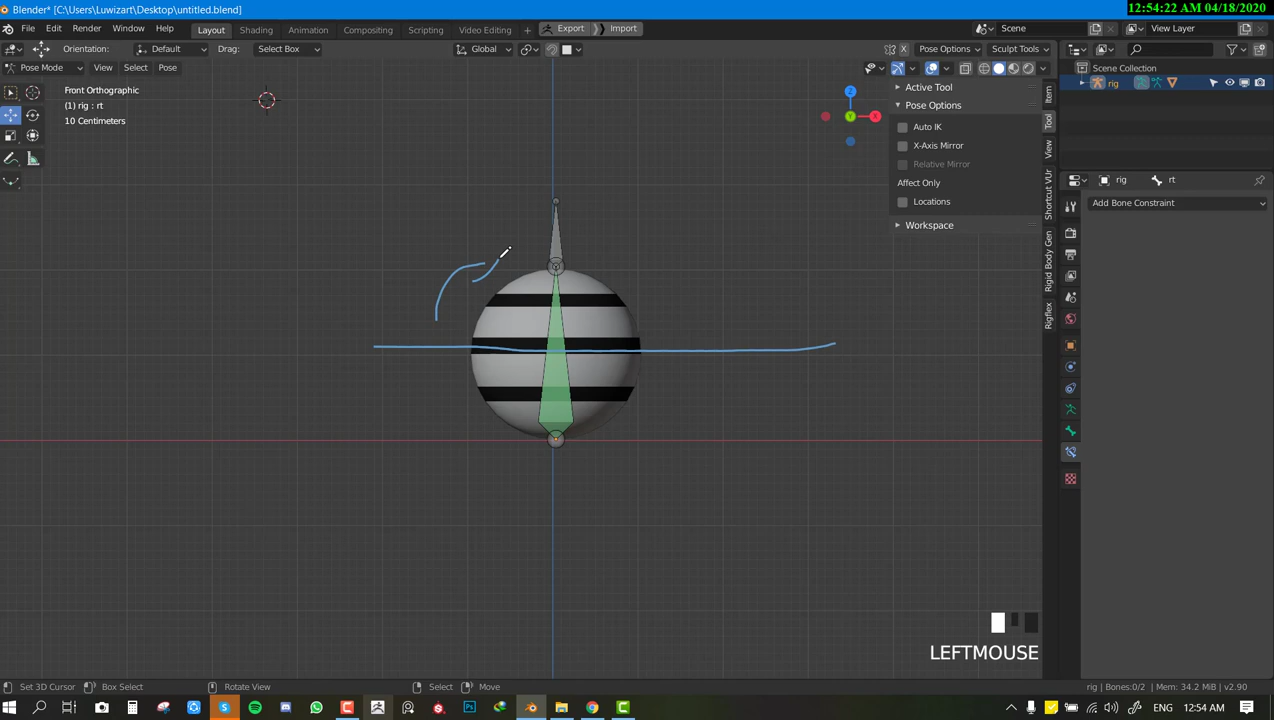 Blender* [C:\Users\Luwizart\Desktop\untitled.blend]
12:54:22 AM 04/18/2020
File Edit Render Window Help Layout Shading Animation Compositing Scripting Video Editing + Export Import Scene View Layer
Orientation: Default Drag: Select Box Global X Pose Options Sculpt Tools
Pose Mode View Select Pose
Scene Collection
rig
Front Orthographic
(1) rig : rt
10 Centimeters
Z
X
Y
Active Tool
Pose Options
Auto IK
X-Axis Mirror
Relative Mirror
Affect Only
Locations
Workspace
Item
Tool
View
Shortcut VUr
Rigid Body Gen
Rigflex
rig rt
Add Bone Constraint
LEFTMOUSE
Set 3D Cursor Box Select Rotate View Select Move rig | Bones:0/2 | Mem: 34.2 MiB | v2.90
ENG 12:54 AM